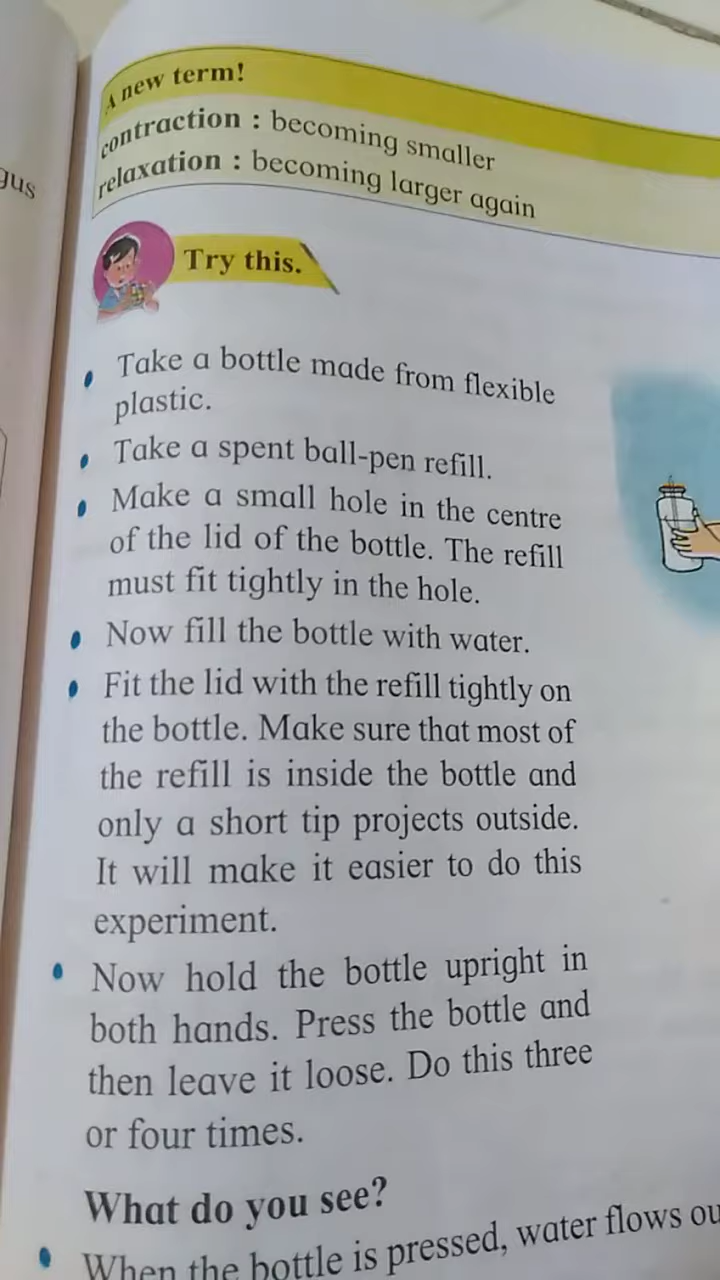 A new term!
contraction : becoming smaller
relaxation : becoming larger again
gus
Try this.
• Take a bottle made from flexible
plastic.
• Take a spent ball-pen refill.
• Make a small hole in the centre
of the lid of the bottle. The refill
must fit tightly in the hole.
• Now fill the bottle with water.
• Fit the lid with the refill tightly on
the bottle. Make sure that most of
the refill is inside the bottle and
only a short tip projects outside.
It will make it easier to do this
experiment.
• Now hold the bottle upright in
both hands. Press the bottle and
then leave it loose. Do this three
or four times.
What do you see?
• When the bottle is pressed, water flows ou